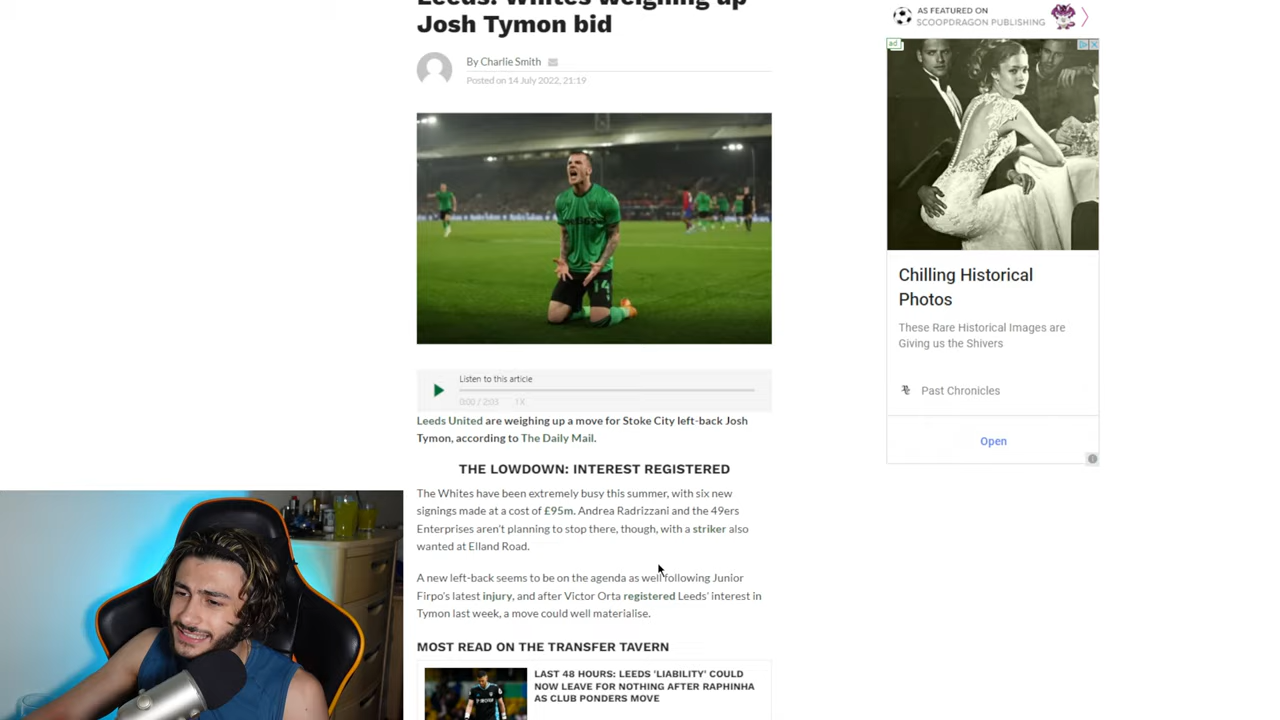 Leeds: Whites weighing up
Josh Tymon bid
By Charlie Smith
Posted on 14 July 2022, 21:19
14
Listen to this article
0:00 / 2:03 1X
Leeds United are weighing up a move for Stoke City left-back Josh
Tymon, according to The Daily Mail.
THE LOWDOWN: INTEREST REGISTERED
The Whites have been extremely busy this summer, with six new
signings made at a cost of £95m. Andrea Radrizzani and the 49ers
Enterprises aren't planning to stop there, though, with a striker also
wanted at Elland Road.
A new left-back seems to be on the agenda as well following Junior
Firpo's latest injury, and after Victor Orta registered Leeds' interest in
Tymon last week, a move could well materialise.
MOST READ ON THE TRANSFER TAVERN
LAST 48 HOURS: LEEDS 'LIABILITY' COULD
NOW LEAVE FOR NOTHING AFTER RAPHINHA
AS CLUB PONDERS MOVE
AS FEATURED ON
SCOOPDRAGON PUBLISHING
ad
Chilling Historical
Photos
These Rare Historical Images are
Giving us the Shivers
Past Chronicles
Open